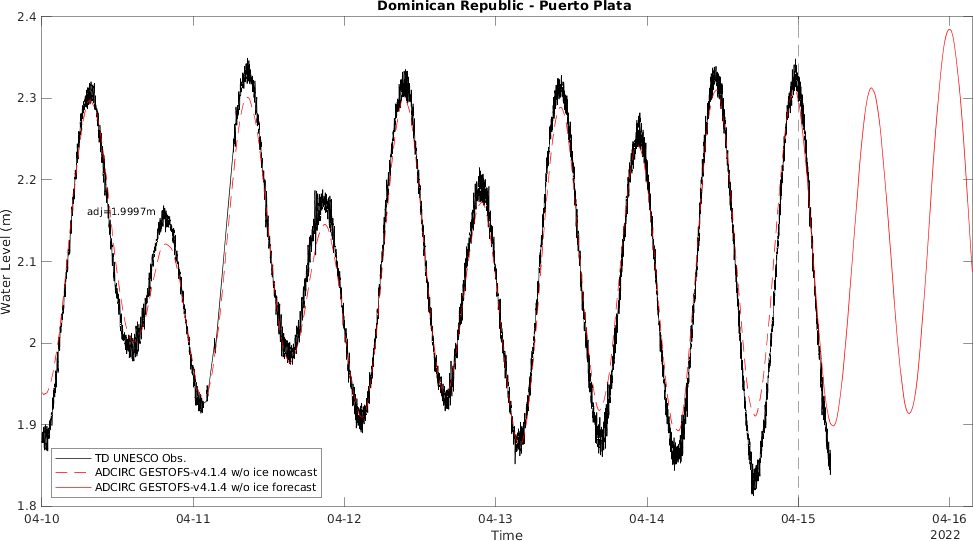 Dominican Republic - Puerto Plata
2.4
2.3
2.2
2.1
2
1.9
1.8
Water Level (m)
adj=1.9997m
TD UNESCO Obs.
ADCIRC GESTOFS-v4.1.4 w/o ice nowcast
ADCIRC GESTOFS-v4.1.4 w/o ice forecast
04-10 04-11 04-12 04-13 04-14 04-15 04-16
Time
2022